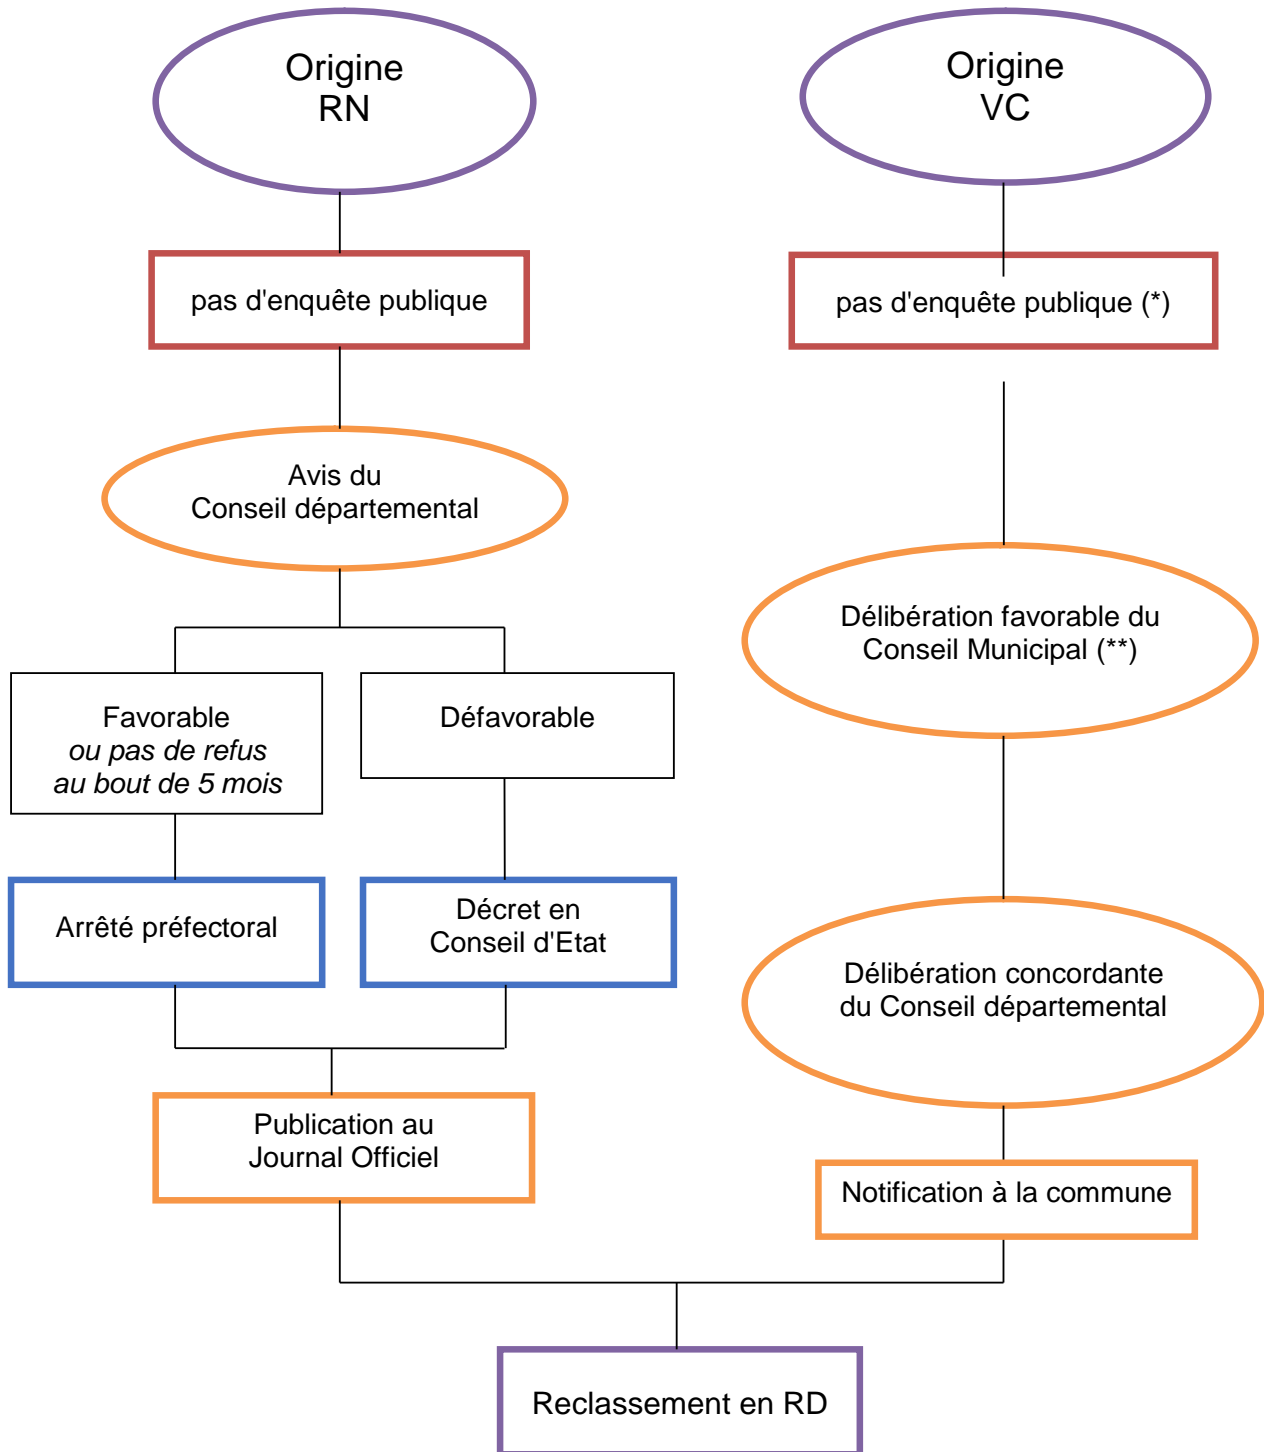 Origine
RN
Origine
VC
pas d'enquête publique
pas d'enquête publique (*)
Avis du
Conseil départemental
Délibération favorable du
Conseil Municipal (**)
Favorable
ou pas de refus
au bout de 5 mois
Défavorable
Arrêté préfectoral
Décret en
Conseil d'Etat
Délibération concordante
du Conseil départemental
Publication au
Journal Officiel
Notification à la commune
Reclassement en RD